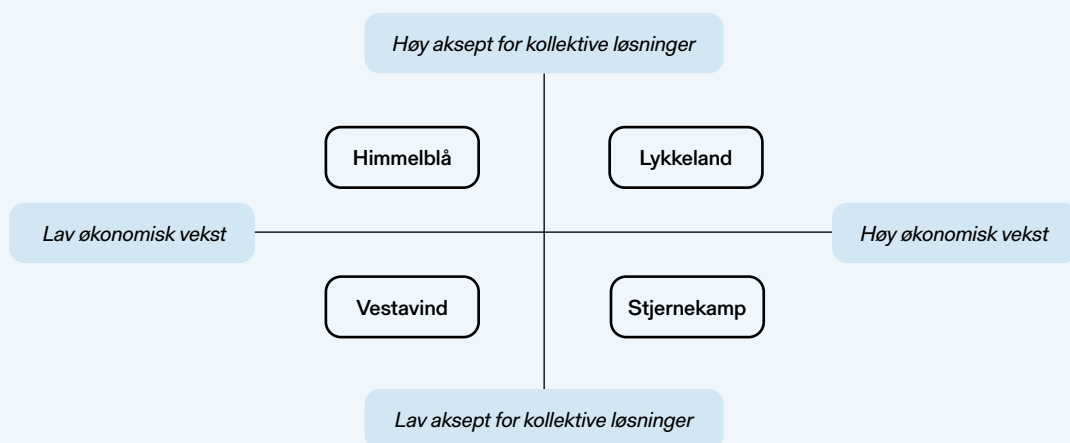 Høy aksept for kollektive løsninger
Himmelblå
Lykkeland
Lav økonomisk vekst
Høy økonomisk vekst
Vestavind
Stjernekamp
Lav aksept for kollektive løsninger